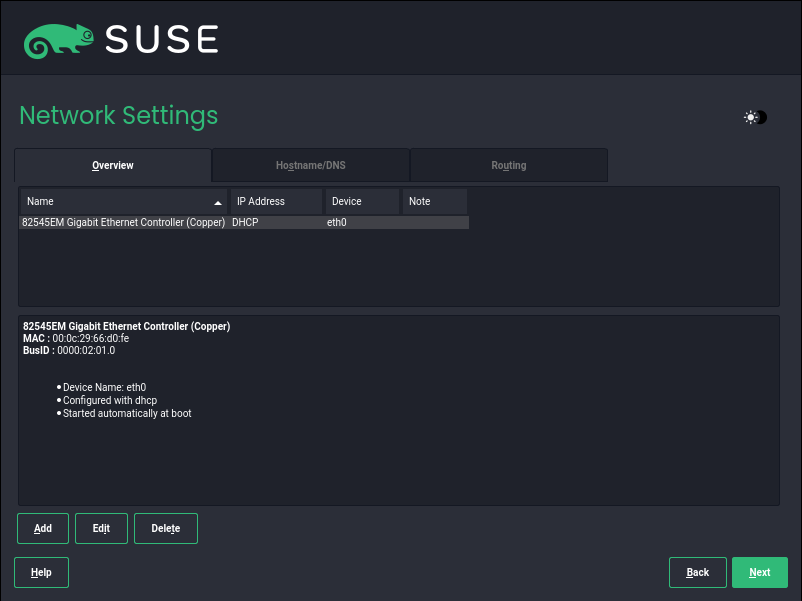 SUSE
Network Settings
Overview Hostname/DNS Routing
Name IP Address Device Note
82545EM Gigabit Ethernet Controller (Copper) DHCP eth0
82545EM Gigabit Ethernet Controller (Copper)
MAC : 00:0c:29:66:d0:fe
BusID : 0000:02:01.0
• Device Name: eth0
• Configured with dhcp
• Started automatically at boot
Add Edit Delete
Help Back Next